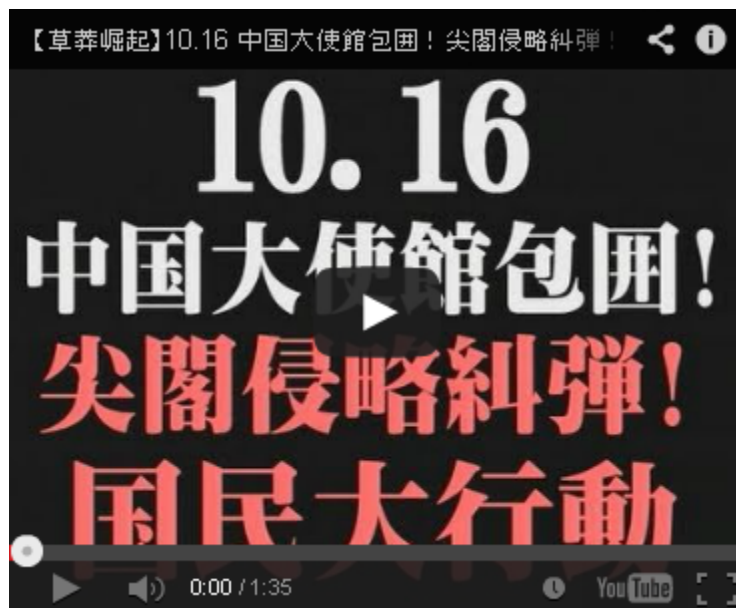 【草莽崛起】10.16 中国大使館包囲！尖閣侵略糾弾！
10.16
中国大使館包囲!
尖閣侵略糾弾!
国民大行動
0:00 / 1:35
YouTube